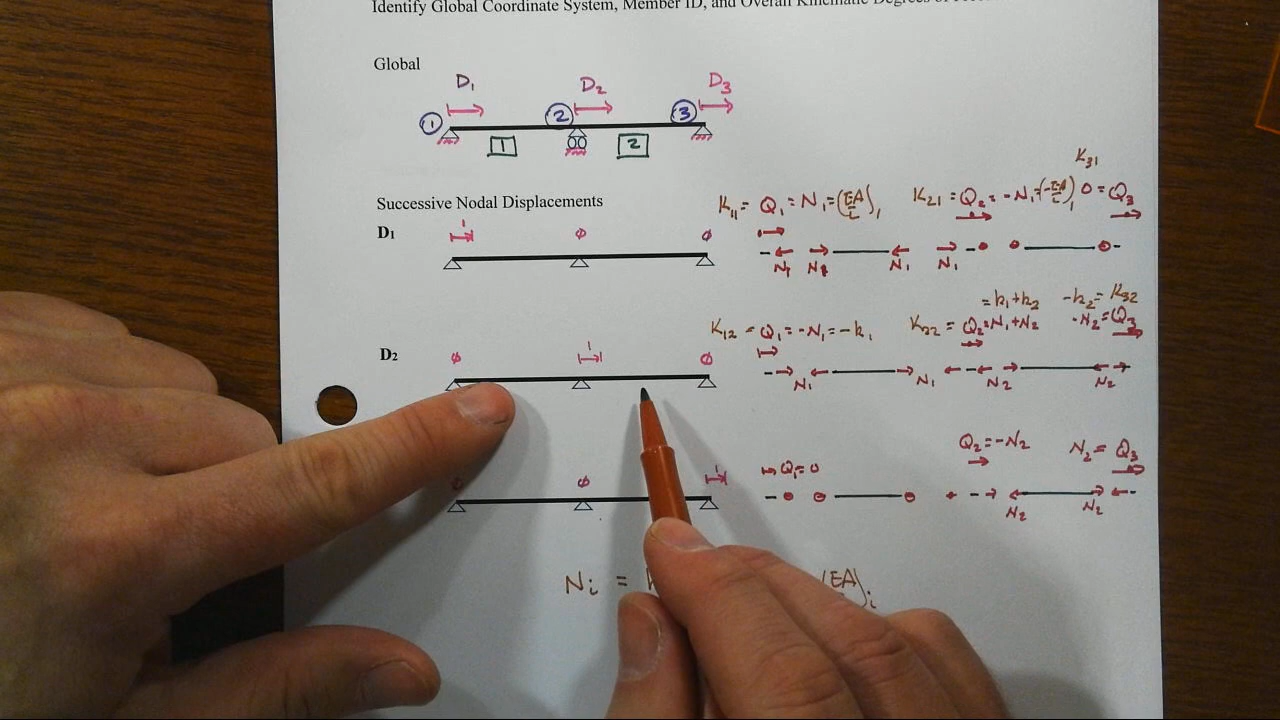 Identify Global Coordinate System, Member ID, and Overall Kinematic Degrees of
Global
D₁ D₂ D₃
1 2 3
1 2
Successive Nodal Displacements
K₃₁
K₁₁ = Q₁ = N₁ = (EA/L)₁ K₂₁ = Q₂ = -N₁ = (-EA/L)₁ 0 = Q₃
D₁ 1 ϕ ϕ
N₁ N₁ N₁ N₁
= k₁+k₂ -k₂ = K₃₂
K₁₂ = Q₁ = -N₁ = -k₁ K₂₂ = Q₂ = N₁+N₂ -N₂ = Q₃
D₂ ϕ 1 ϕ
N₁ N₁ N₂ N₂
Q₂ = -N₂ N₂ = Q₃
ϕ 1 Q₁ = 0
N₂ N₂
Nᵢ = (EA)ᵢ